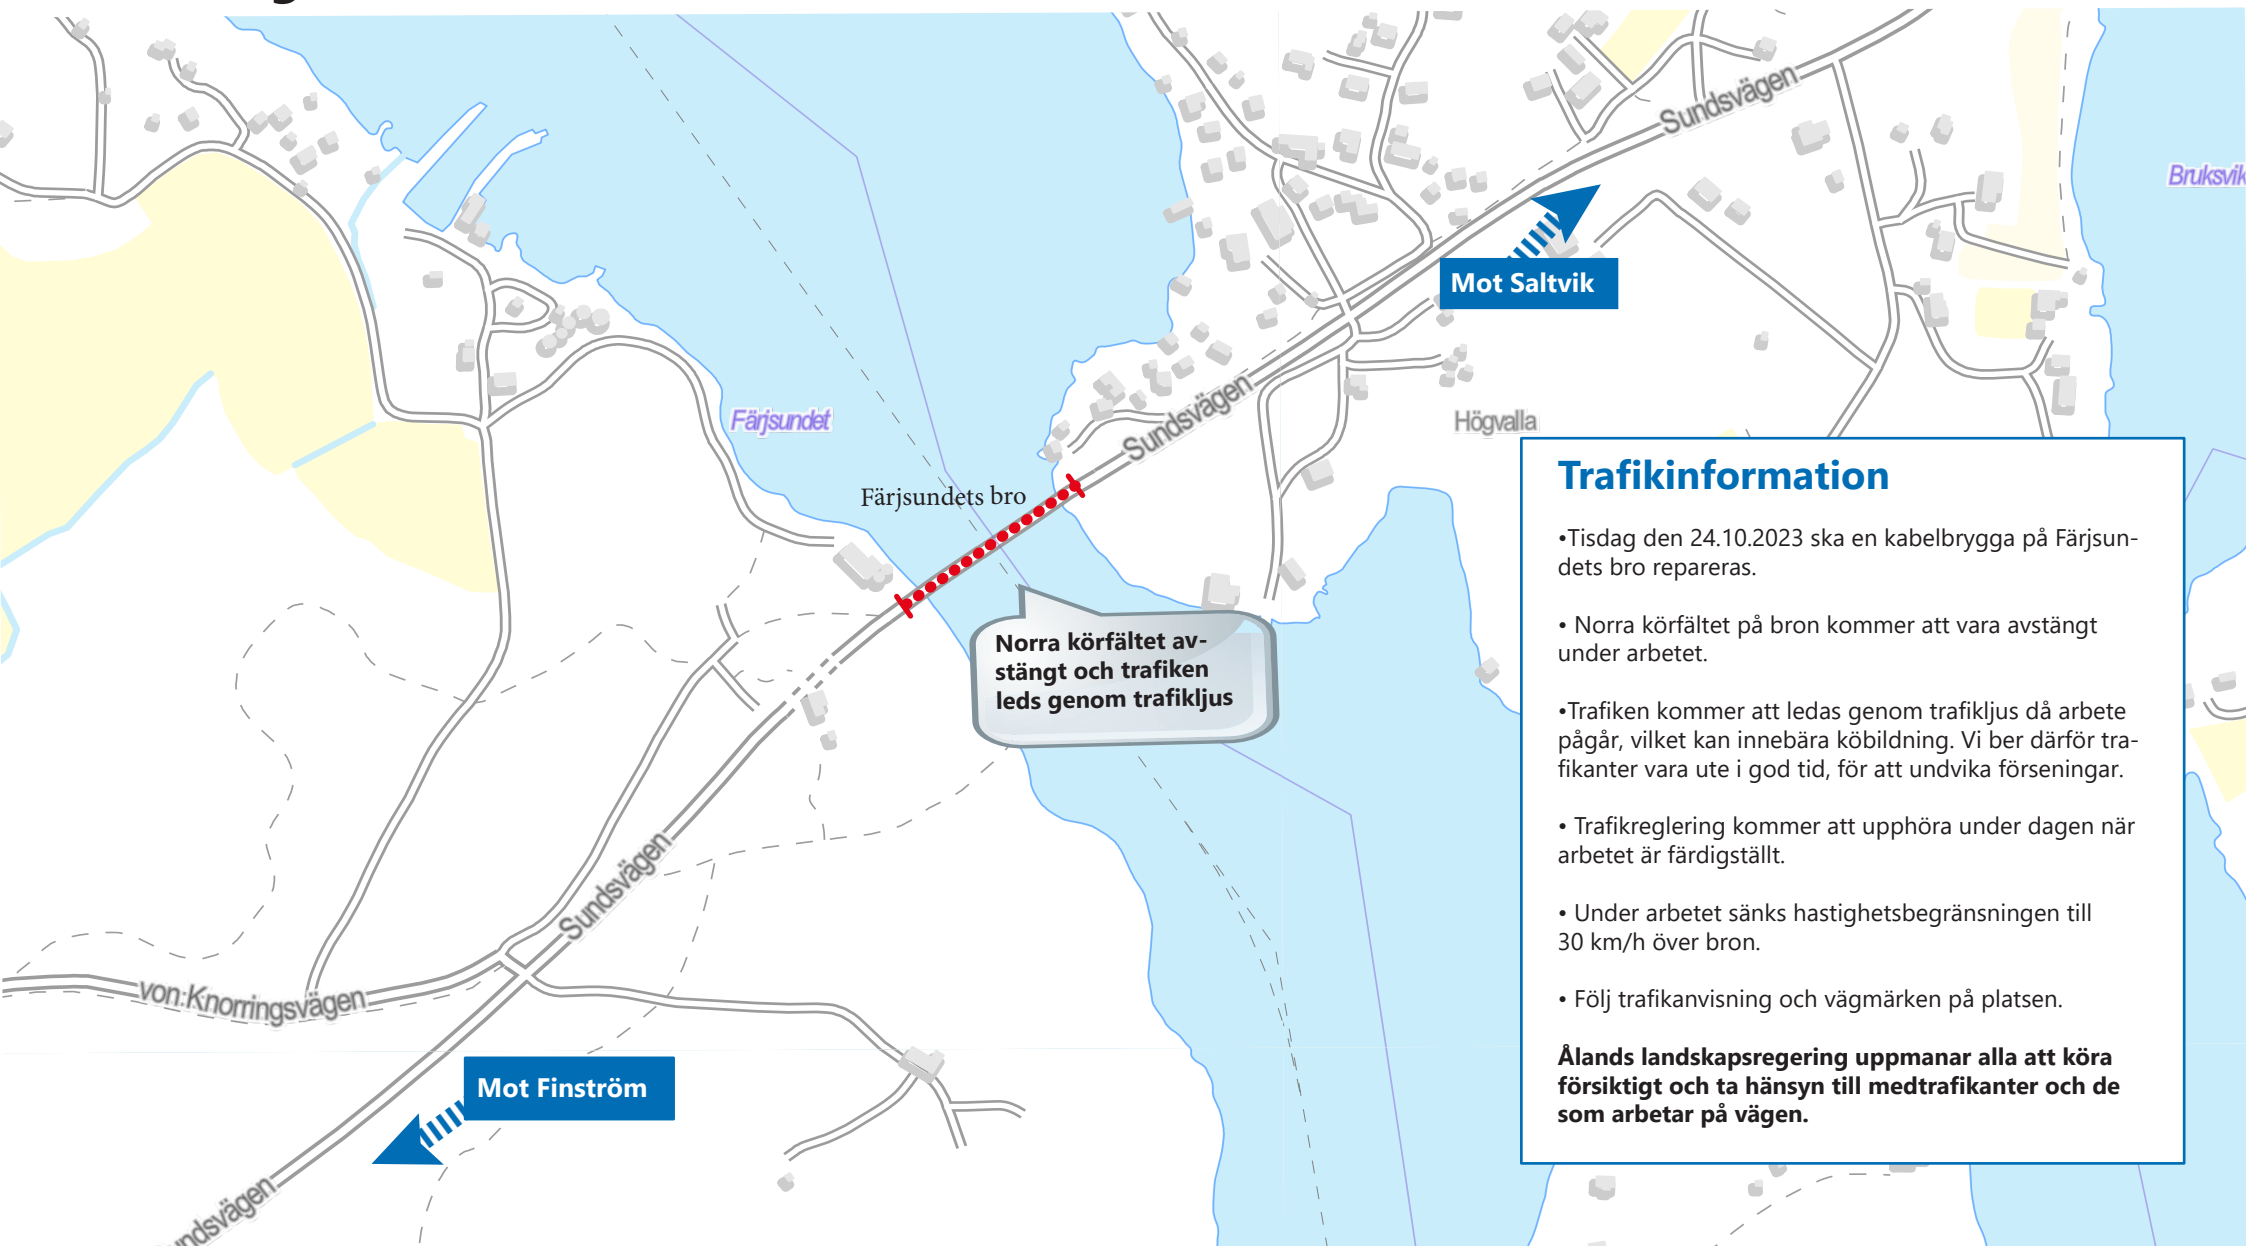 Sundsvägen
Bruksvik
Mot Saltvik
Färjsundet
Sundsvägen
Högvalla
Färjsundets bro
Norra körfältet av-
stängt och trafiken
leds genom trafikljus
Sundsvägen
von Knorringsvägen
Mot Finström
Trafikinformation
•Tisdag den 24.10.2023 ska en kabelbrygga på Färjsun-
dets bro repareras.
• Norra körfältet på bron kommer att vara avstängt
under arbetet.
•Trafiken kommer att ledas genom trafikljus då arbete
pågår, vilket kan innebära köbildning. Vi ber därför tra-
fikanter vara ute i god tid, för att undvika förseningar.
• Trafikreglering kommer att upphöra under dagen när
arbetet är färdigställt.
• Under arbetet sänks hastighetsbegränsningen till
30 km/h över bron.
• Följ trafikanvisning och vägmärken på platsen.
Ålands landskapsregering uppmanar alla att köra
försiktigt och ta hänsyn till medtrafikanter och de
som arbetar på vägen.